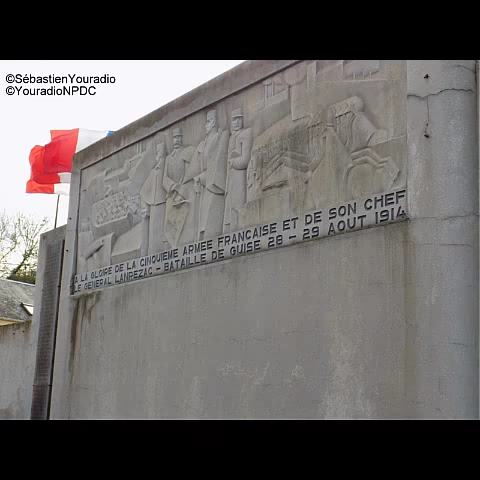 ©SébastienYouradio
©YouradioNPDC
A LA GLOIRE DE LA CINQUIEME ARMEE FRANÇAISE ET DE SON CHEF
LE GENERAL LANREZAC - BATAILLE DE GUISE 28 - 29 AOUT 1914